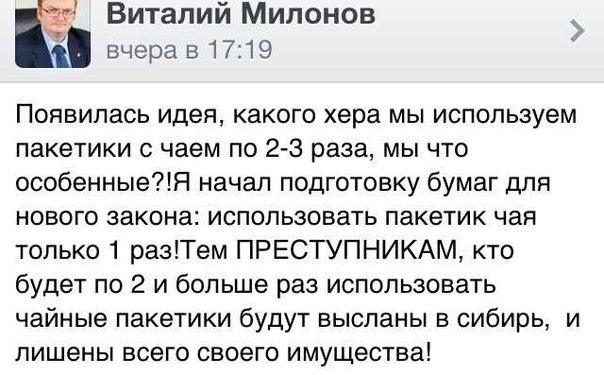 Виталий Милонов
вчера в 17:19
Появилась идея, какого хера мы используем
пакетики с чаем по 2-3 раза, мы что
особенные?!Я начал подготовку бумаг для
нового закона: использовать пакетик чая
только 1 раз!Тем ПРЕСТУПНИКАМ, кто
будет по 2 и больше раз использовать
чайные пакетики будут высланы в сибирь,  и
лишены всего своего имущества!